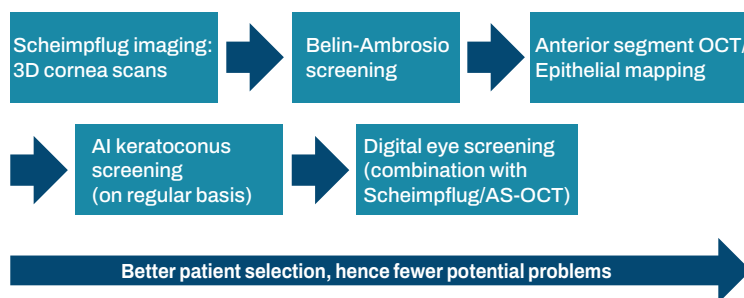 Scheimpflug imaging:
3D cornea scans
Belin-Ambrosio
screening
Anterior segment OCT/
Epithelial mapping
AI keratoconus
screening
(on regular basis)
Digital eye screening
(combination with
Scheimpflug/AS-OCT)
Better patient selection, hence fewer potential problems